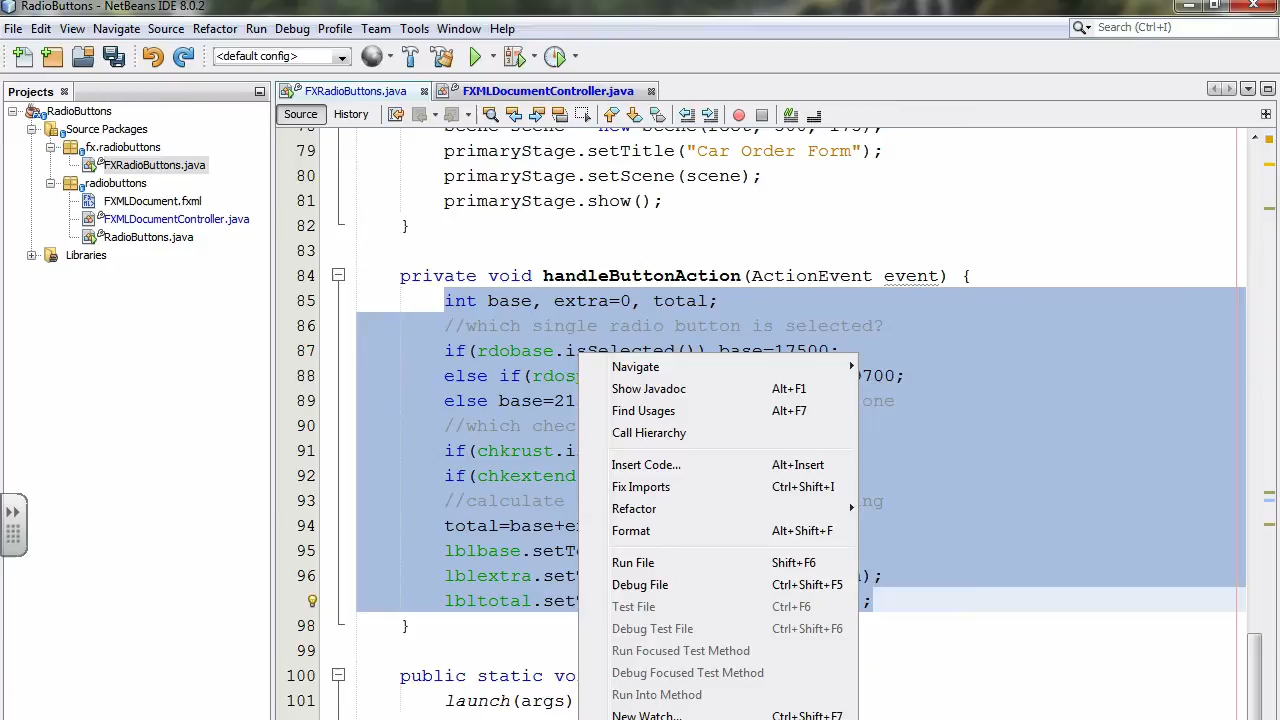 RadioButtons - NetBeans IDE 8.0.2
File Edit View Navigate Source Refactor Run Debug Profile Team Tools Window Help
Search (Ctrl+I)
<default config>
Projects
FXRadioButtons.java
FXMLDocumentController.java
RadioButtons
Source Packages
fx.radiobuttons
FXRadioButtons.java
radiobuttons
FXMLDocument.fxml
FXMLDocumentController.java
RadioButtons.java
Libraries
Source History
79 primaryStage.setTitle("Car Order Form");
80 primaryStage.setScene(scene);
81 primaryStage.show();
82 }
83
84 private void handleButtonAction(ActionEvent event) {
85 int base, extra=0, total;
86 //which single radio button is selected?
87 if(rdobase.isSelected()) base=17500;
88 else if(rdosp 700;
89 else base=21 one
90 //which chec
91 if(chkrust.i
92 if(chkextend
93 //calculate ng
94 total=base+e
95 lblbase.setT
96 lblextra.set );
lbltotal.set ;
98 }
99
100 public static vo
101 launch(args)
Navigate
Show Javadoc Alt+F1
Find Usages Alt+F7
Call Hierarchy
Insert Code... Alt+Insert
Fix Imports Ctrl+Shift+I
Refactor
Format Alt+Shift+F
Run File Shift+F6
Debug File Ctrl+Shift+F5
Test File Ctrl+F6
Debug Test File Ctrl+Shift+F6
Run Focused Test Method
Debug Focused Test Method
Run Into Method
New Watch... Ctrl+Shift+F7